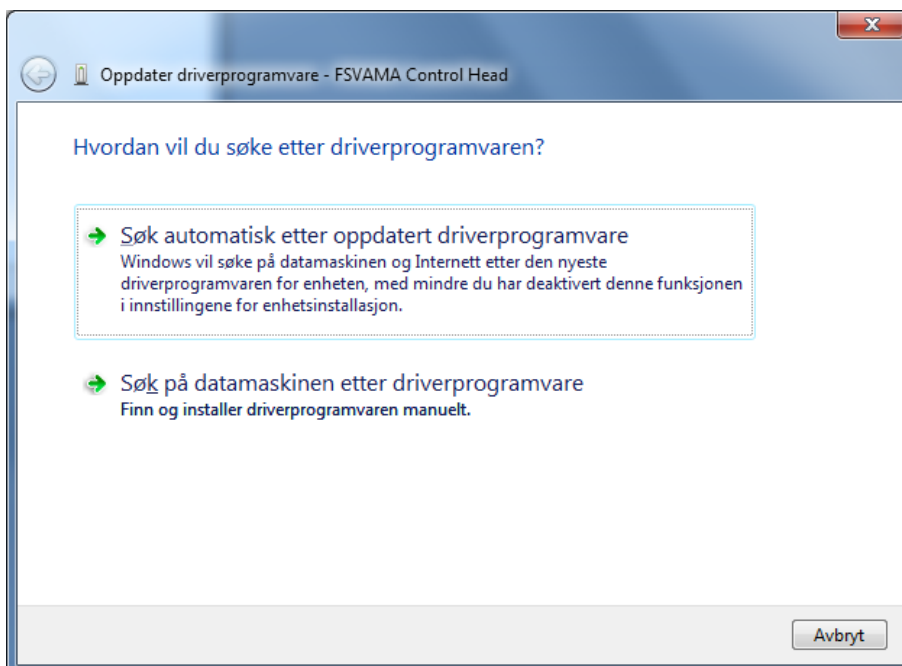 Oppdater driverprogramvare - FSVAMA Control Head
Hvordan vil du søke etter driverprogramvaren?
Søk automatisk etter oppdatert driverprogramvare
Windows vil søke på datamaskinen og Internett etter den nyeste
driverprogramvaren for enheten, med mindre du har deaktivert denne funksjonen
i innstillingene for enhetsinstallasjon.
Søk på datamaskinen etter driverprogramvare
Finn og installer driverprogramvaren manuelt.
Avbryt